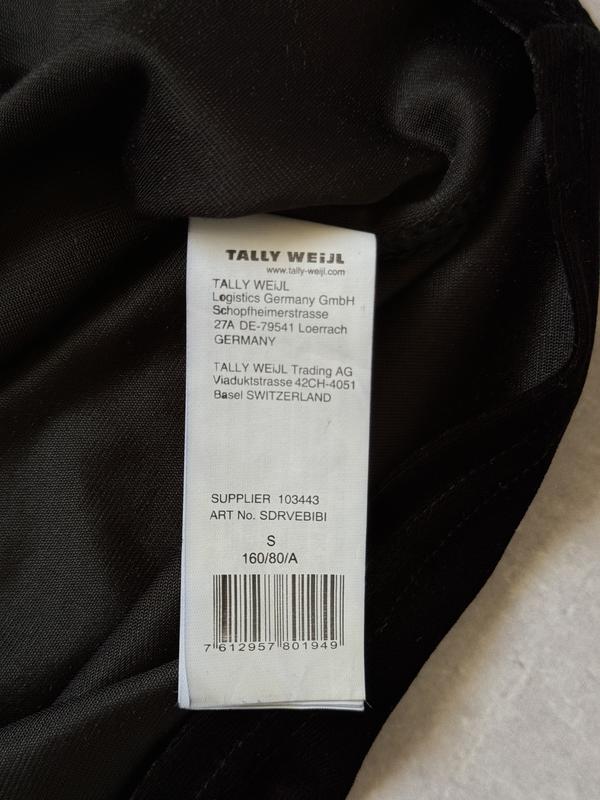 TALLY WEiJL
www.tally-weijl.com
TALLY WEiJL
Logistics Germany GmbH
Schopfheimerstrasse
27A DE-79541 Loerrach
GERMANY
TALLY WEiJL Trading AG
Viaduktstrasse 42CH-4051
Basel SWITZERLAND
SUPPLIER 103443
ART No. SDRVEBIBI
S
160/80/A
7 612957 801949